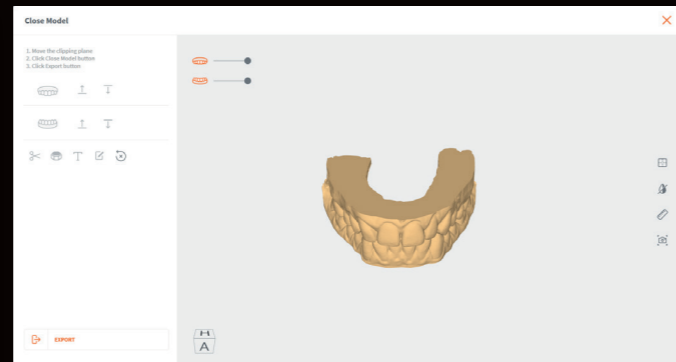 Close Model
1. Move the clipping plane
2. Click Close Model button
3. Click Export button
T
EXPORT
H
A